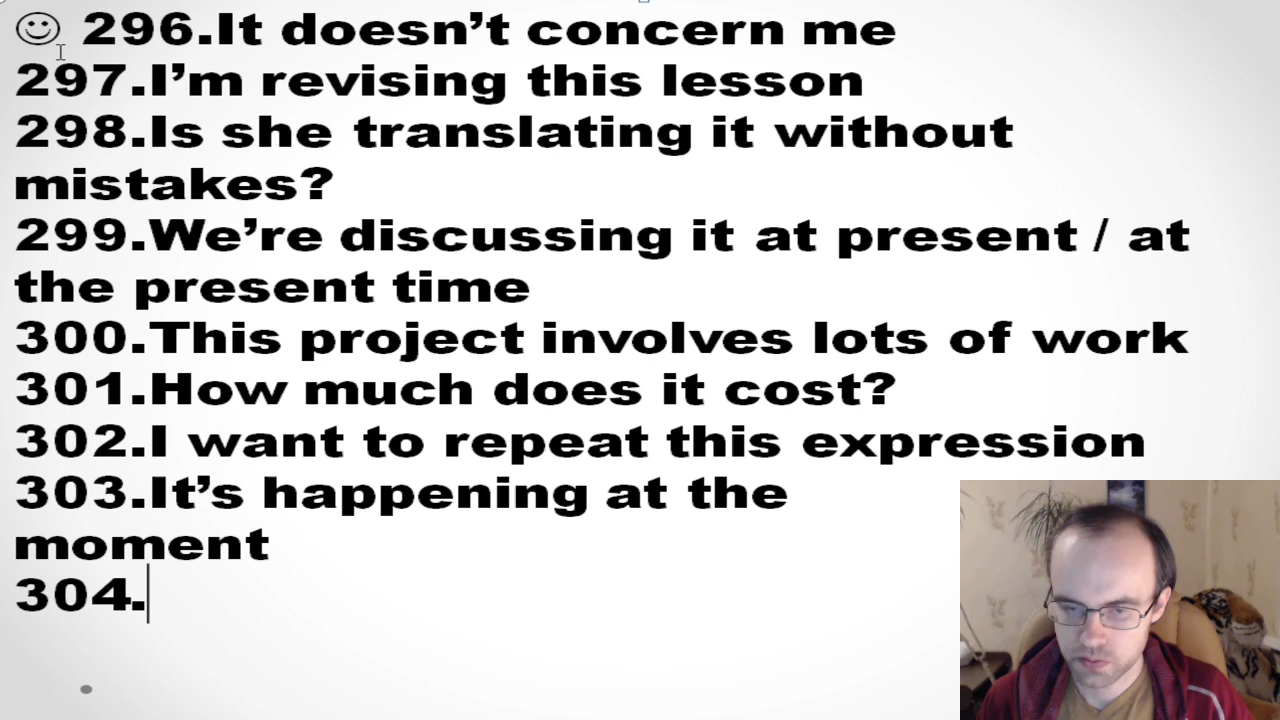 ☺ 296.It doesn’t concern me
297.I’m revising this lesson
298.Is she translating it without
mistakes?
299.We’re discussing it at present / at
the present time
300.This project involves lots of work
301.How much does it cost?
302.I want to repeat this expression
303.It’s happening at the
moment
304.